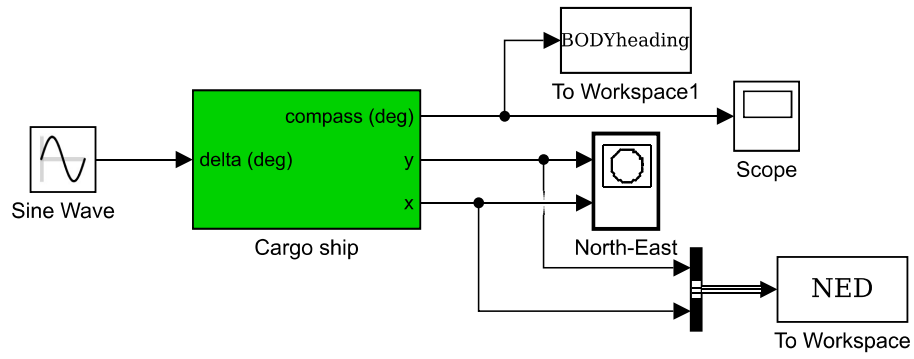 BODYheading
To Workspace1
compass (deg)
Scope
delta (deg)
y
Sine Wave
x
Cargo ship
North-East
NED
To Workspace